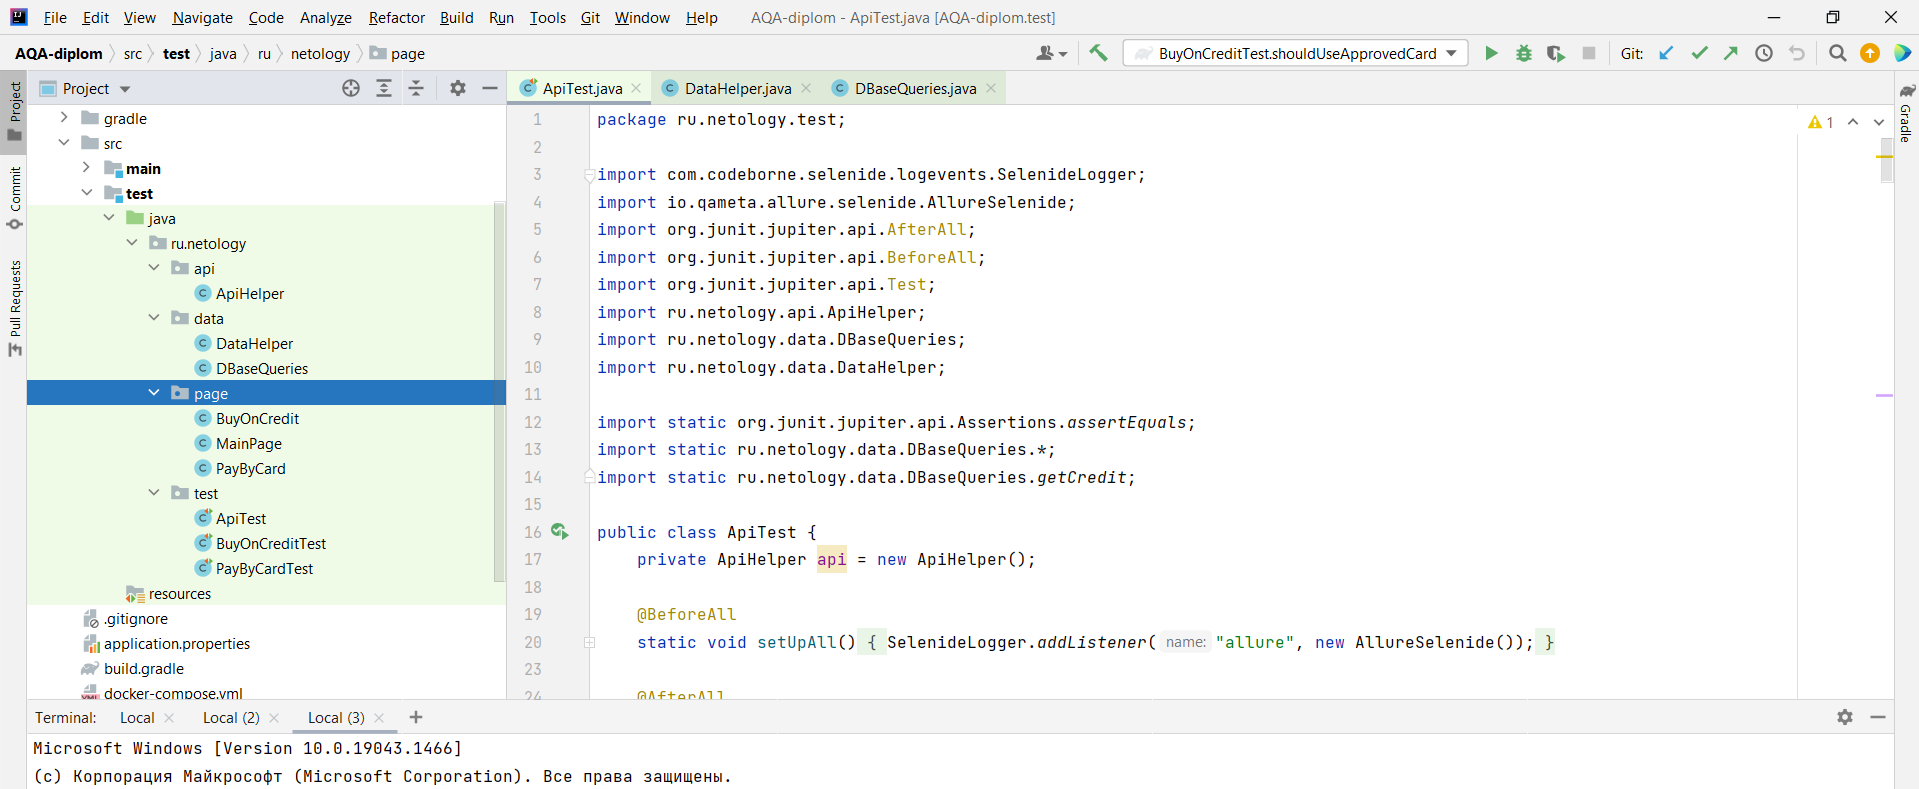 File Edit View Navigate Code Analyze Refactor Build Run Tools Git Window Help AQA-diplom - ApiTest.java [AQA-diplom.test]
AQA-diplom src test java ru netology page BuyOnCreditTest.shouldUseApprovedCard Git:
Project
Commit
Pull Requests
Project
gradle
src
main
test
java
ru.netology
api
ApiHelper
data
DataHelper
DBaseQueries
page
BuyOnCredit
MainPage
PayByCard
test
ApiTest
BuyOnCreditTest
PayByCardTest
resources
.gitignore
application.properties
build.gradle
docker-compose.yml
ApiTest.java DataHelper.java DBaseQueries.java
1 package ru.netology.test;
2
3 import com.codeborne.selenide.logevents.SelenideLogger;
4 import io.qameta.allure.selenide.AllureSelenide;
5 import org.junit.jupiter.api.AfterAll;
6 import org.junit.jupiter.api.BeforeAll;
7 import org.junit.jupiter.api.Test;
8 import ru.netology.api.ApiHelper;
9 import ru.netology.data.DBaseQueries;
10 import ru.netology.data.DataHelper;
11
12 import static org.junit.jupiter.api.Assertions.assertEquals;
13 import static ru.netology.data.DBaseQueries.*;
14 import static ru.netology.data.DBaseQueries.getCredit;
15
16 public class ApiTest {
17 private ApiHelper api = new ApiHelper();
18
19 @BeforeAll
20 static void setUpAll() { SelenideLogger.addListener( name: "allure", new AllureSelenide()); }
23
24 @AfterAll
1
Gradle
Terminal: Local Local (2) Local (3)
Microsoft Windows [Version 10.0.19043.1466]
(c) Корпорация Майкрософт (Microsoft Corporation). Все права защищены.